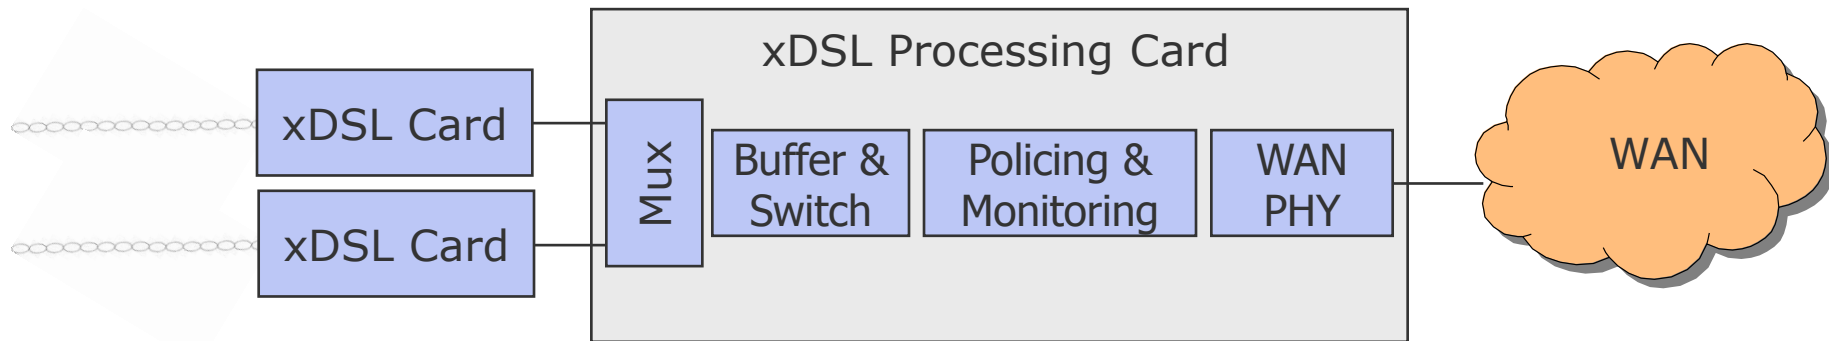 xDSL Processing Card
xDSL Card
xDSL Card
Mux
Buffer &
Switch
Policing &
Monitoring
WAN
PHY
WAN